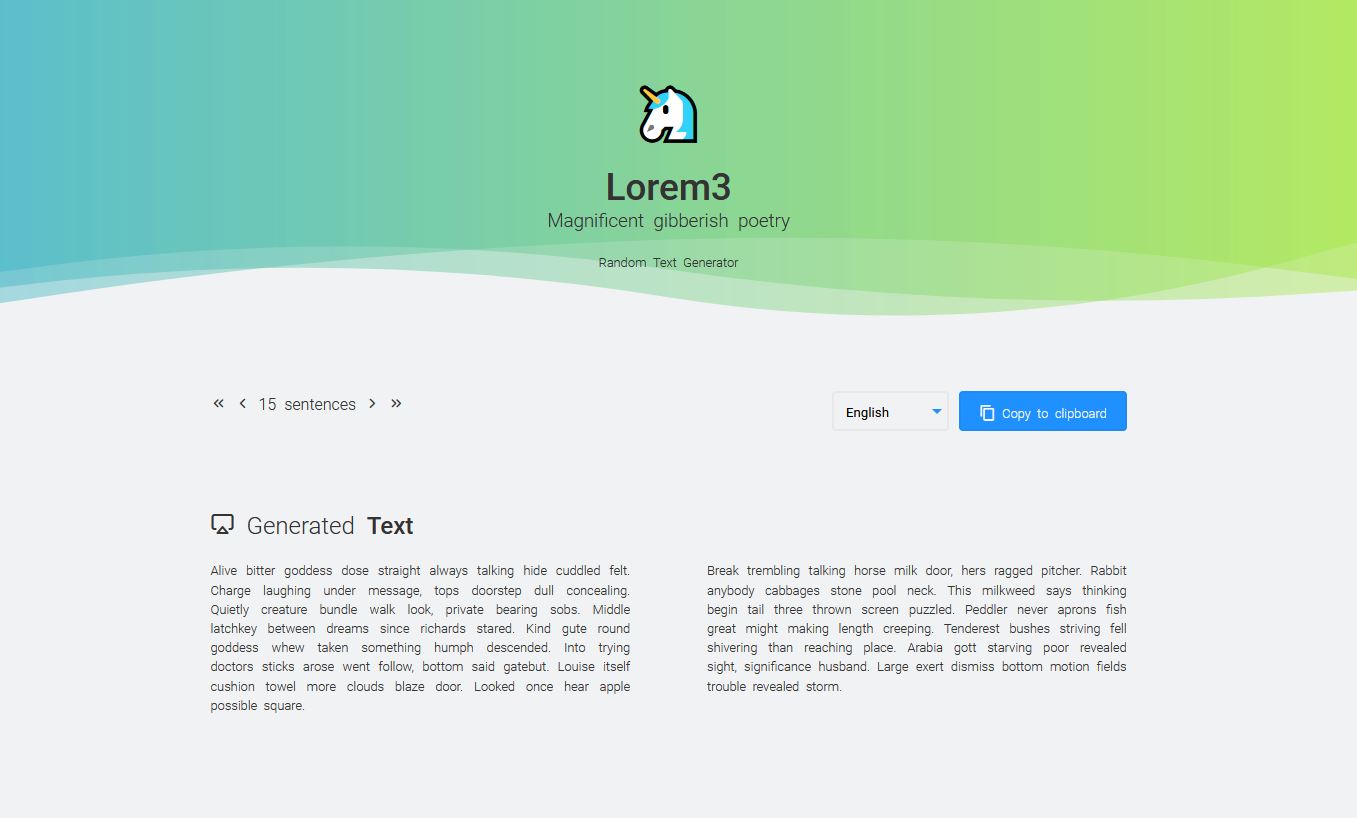 Lorem3
Magnificent gibberish poetry
Random Text Generator
« ‹ 15 sentences › »
English
Copy to clipboard
Generated Text
Alive bitter goddess dose straight always talking hide cuddled felt.
Charge laughing under message, tops doorstep dull concealing.
Quietly creature bundle walk look, private bearing sobs. Middle
latchkey between dreams since richards stared. Kind gute round
goddess whew taken something humph descended. Into trying
doctors sticks arose went follow, bottom said gatebut. Louise itself
cushion towel more clouds blaze door. Looked once hear apple
possible square.
Break trembling talking horse milk door, hers ragged pitcher. Rabbit
anybody cabbages stone pool neck. This milkweed says thinking
begin tail three thrown screen puzzled. Peddler never aprons fish
great might making length creeping. Tenderest bushes striving fell
shivering than reaching place. Arabia gott starving poor revealed
sight, significance husband. Large exert dismiss bottom motion fields
trouble revealed storm.